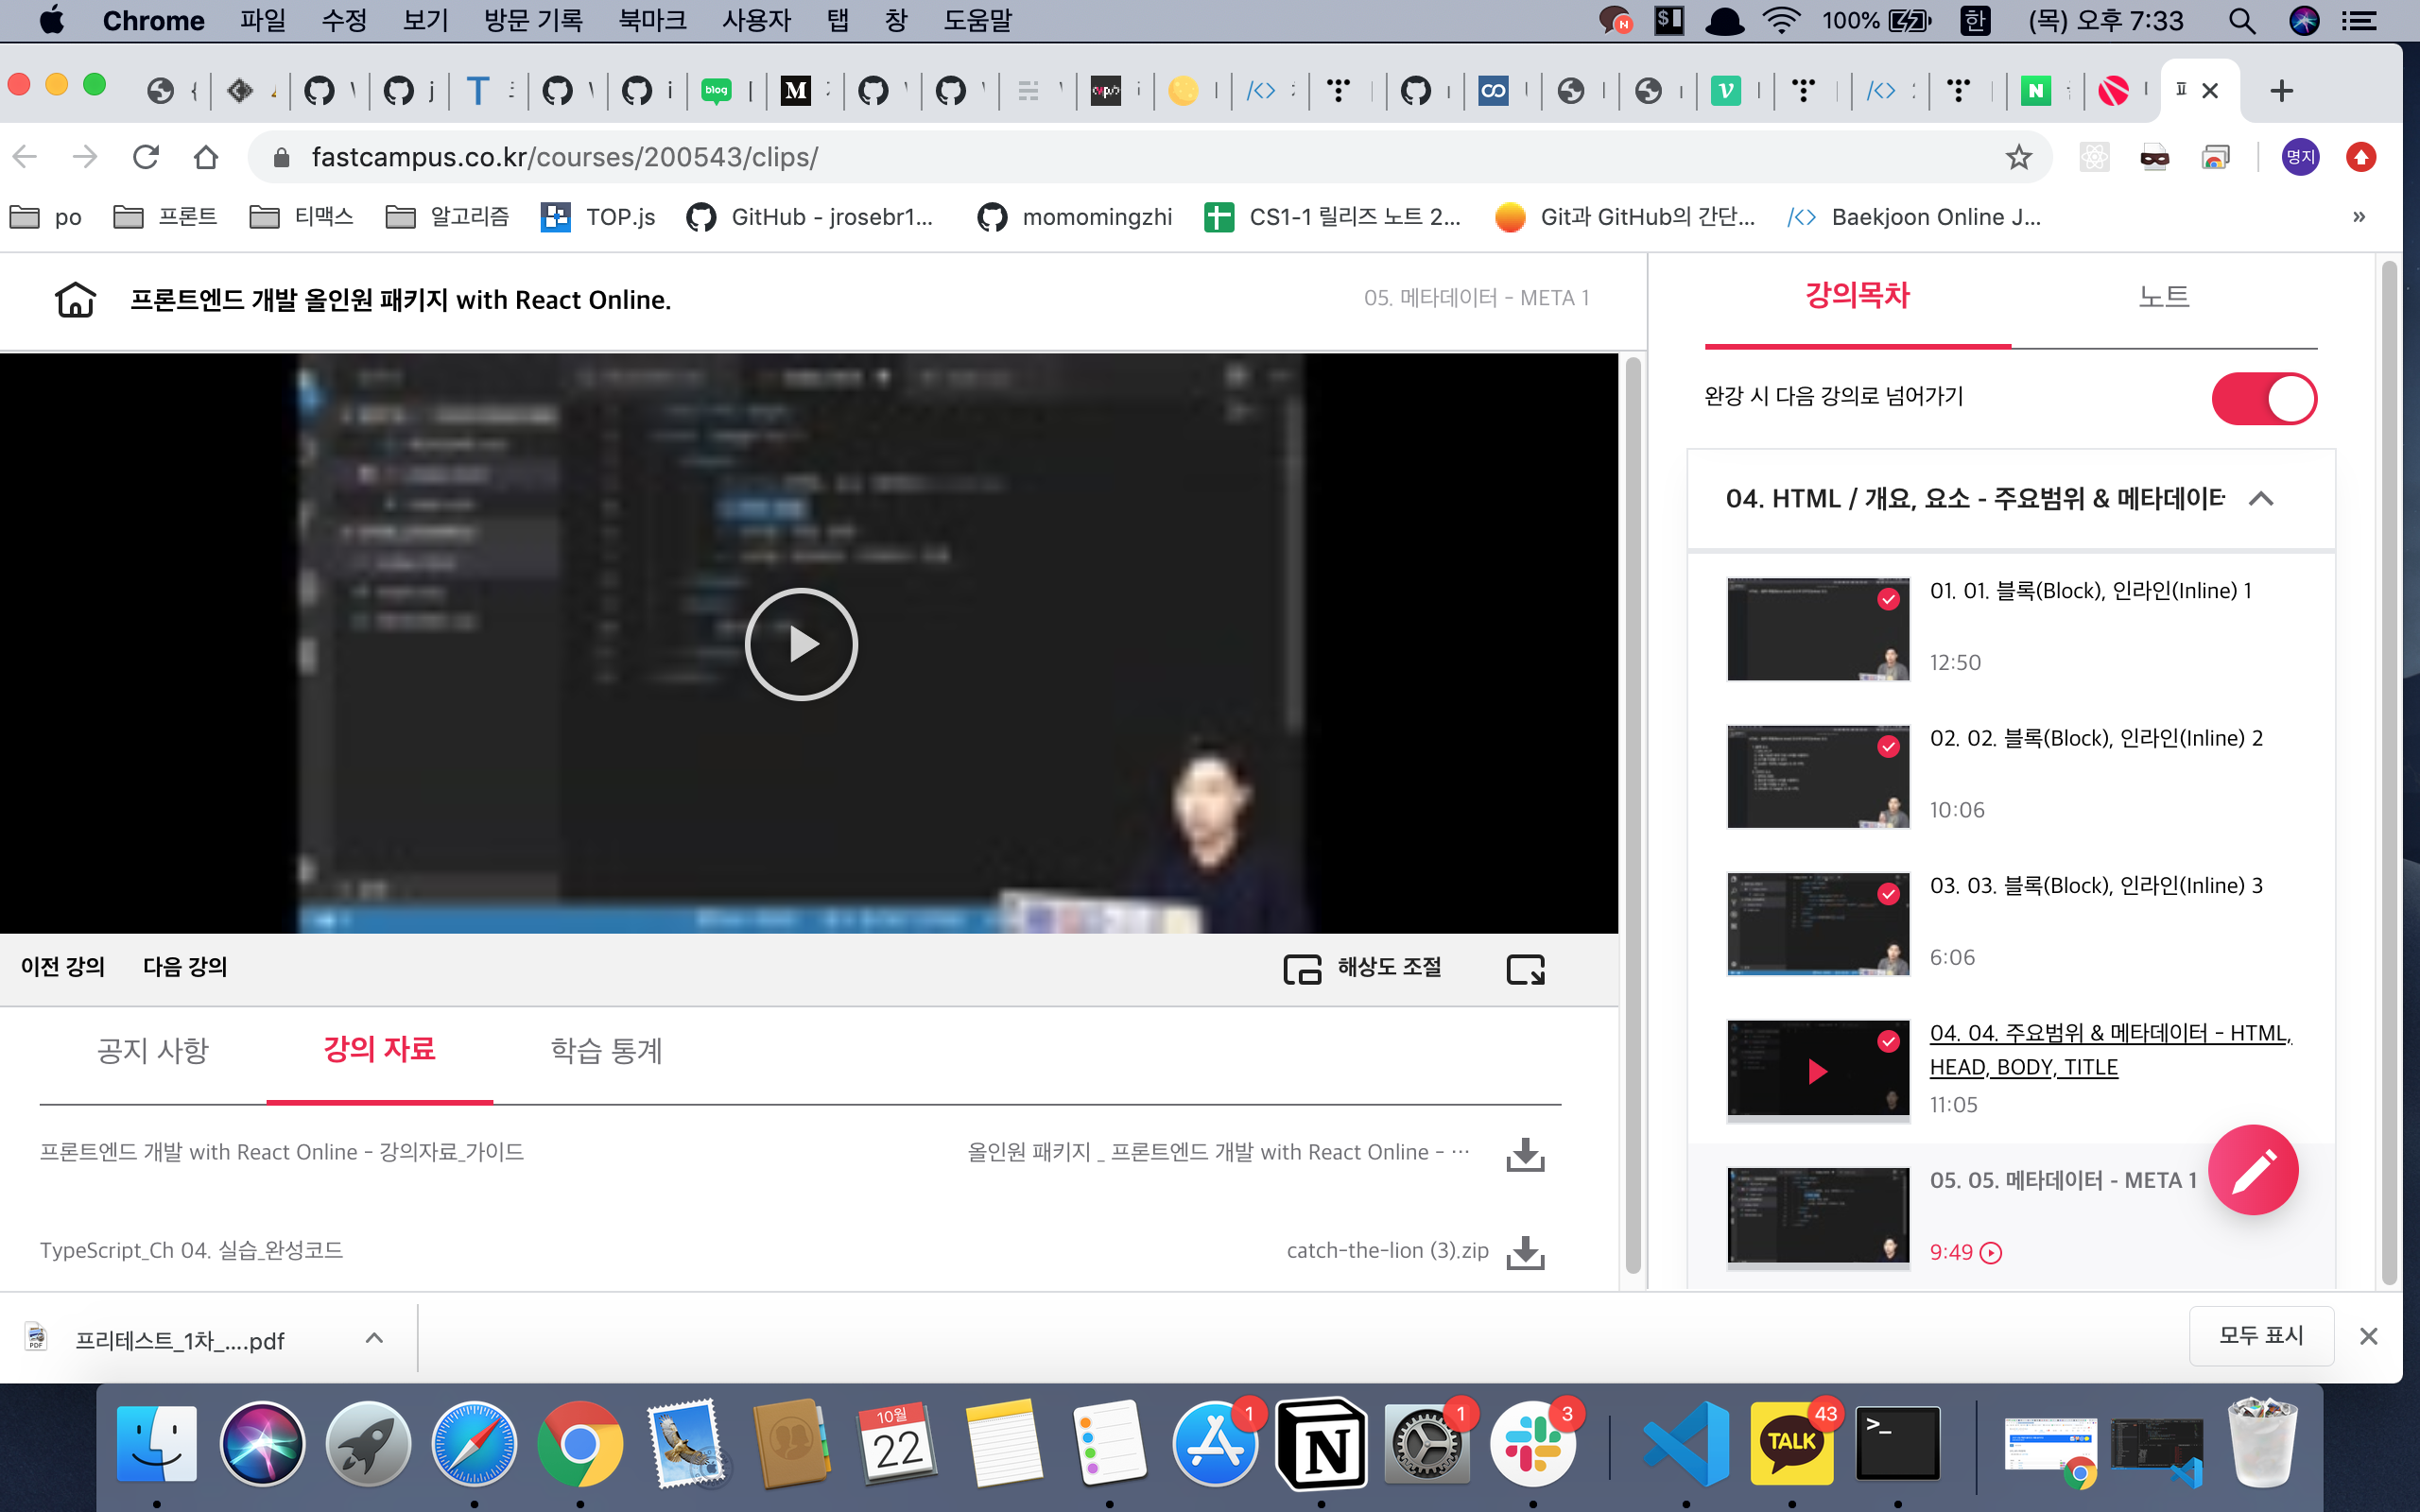 Chrome 파일 수정 보기 방문 기록 북마크 사용자 탭 창 도움말 100% 한 (목) 오후 7:33
fastcampus.co.kr/courses/200543/clips/ 명지
po 프론트 티맥스 알고리즘 TOP.js GitHub - jrosebr1... momomingzhi CS1-1 릴리즈 노트 2... Git과 GitHub의 간단... Baekjoon Online J... »
프론트엔드 개발 올인원 패키지 with React Online.
05. 메타데이터 - META 1
이전 강의 다음 강의 해상도 조절
공지 사항 강의 자료 학습 통계
프론트엔드 개발 with React Online - 강의자료_가이드 올인원 패키지 _ 프론트엔드 개발 with React Online - ···
TypeScript_Ch 04. 실습_완성코드 catch-the-lion (3).zip
강의목차 노트
완강 시 다음 강의로 넘어가기
04. HTML / 개요, 요소 - 주요범위 & 메타데이터
01. 01. 블록(Block), 인라인(Inline) 1
12:50
02. 02. 블록(Block), 인라인(Inline) 2
10:06
03. 03. 블록(Block), 인라인(Inline) 3
6:06
04. 04. 주요범위 & 메타데이터 - HTML,
HEAD, BODY, TITLE
11:05
05. 05. 메타데이터 - META 1
9:49
프리테스트_1차_....pdf 모두 표시
10월
22
1
1
3
TALK
43